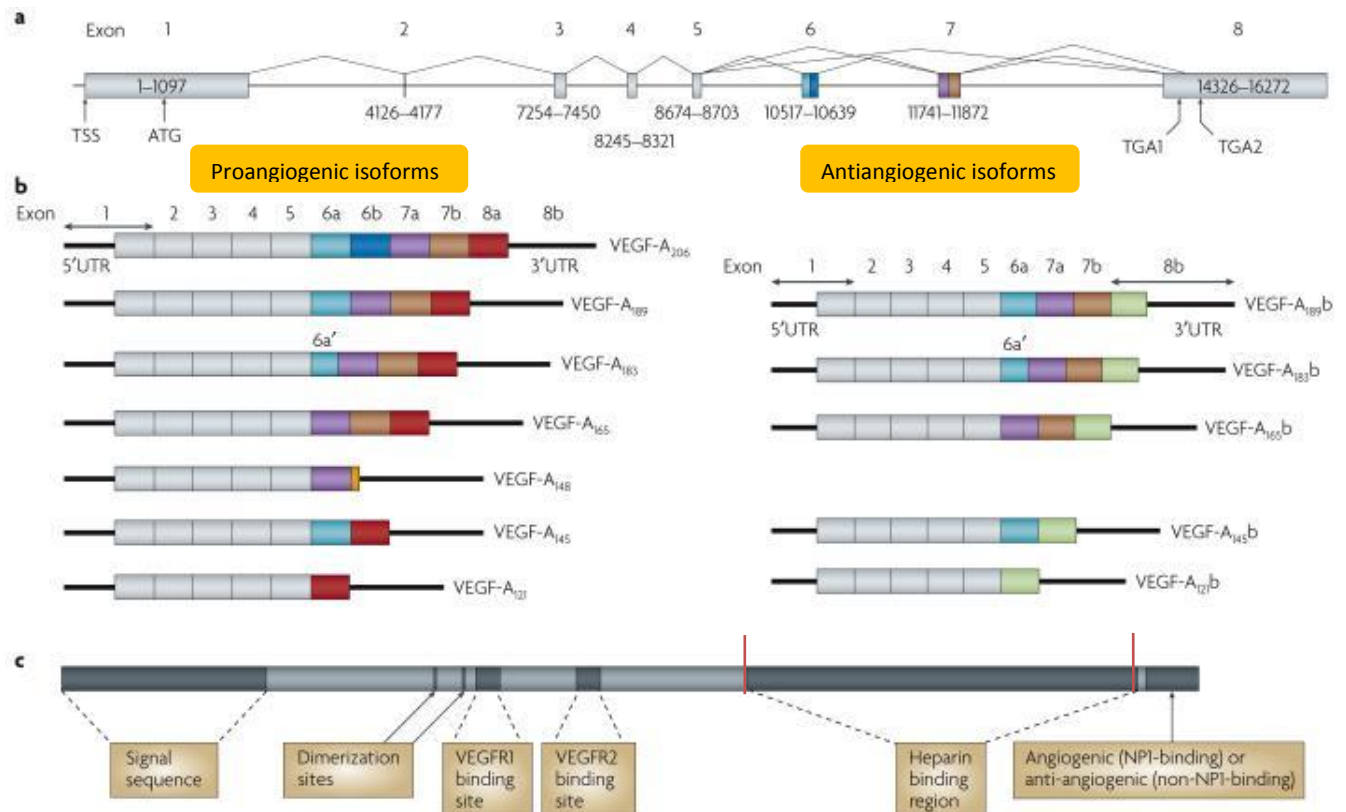 a
Exon 1 2 3 4 5 6 7 8
1–1097
14326–16272
4126–4177
7254–7450
8674–8703
10517–10639
11741–11872
8245–8321
TSS
ATG
TGA1
TGA2
Proangiogenic isoforms
Antiangiogenic isoforms
b
Exon 1 2 3 4 5 6a 6b 7a 7b 8a 8b
VEGF-A206
5′UTR
3′UTR
VEGF-A189
6a′
VEGF-A183
VEGF-A165
VEGF-A148
VEGF-A145
VEGF-A121
Exon 1 2 3 4 5 6a 7a 7b 8b
VEGF-A189b
5′UTR
3′UTR
6a′
VEGF-A183b
VEGF-A165b
VEGF-A145b
VEGF-A121b
c
Signal
sequence
Dimerization
sites
VEGFR1
binding
site
VEGFR2
binding
site
Heparin
binding
region
Angiogenic (NP1-binding) or
anti-angiogenic (non-NP1-binding)